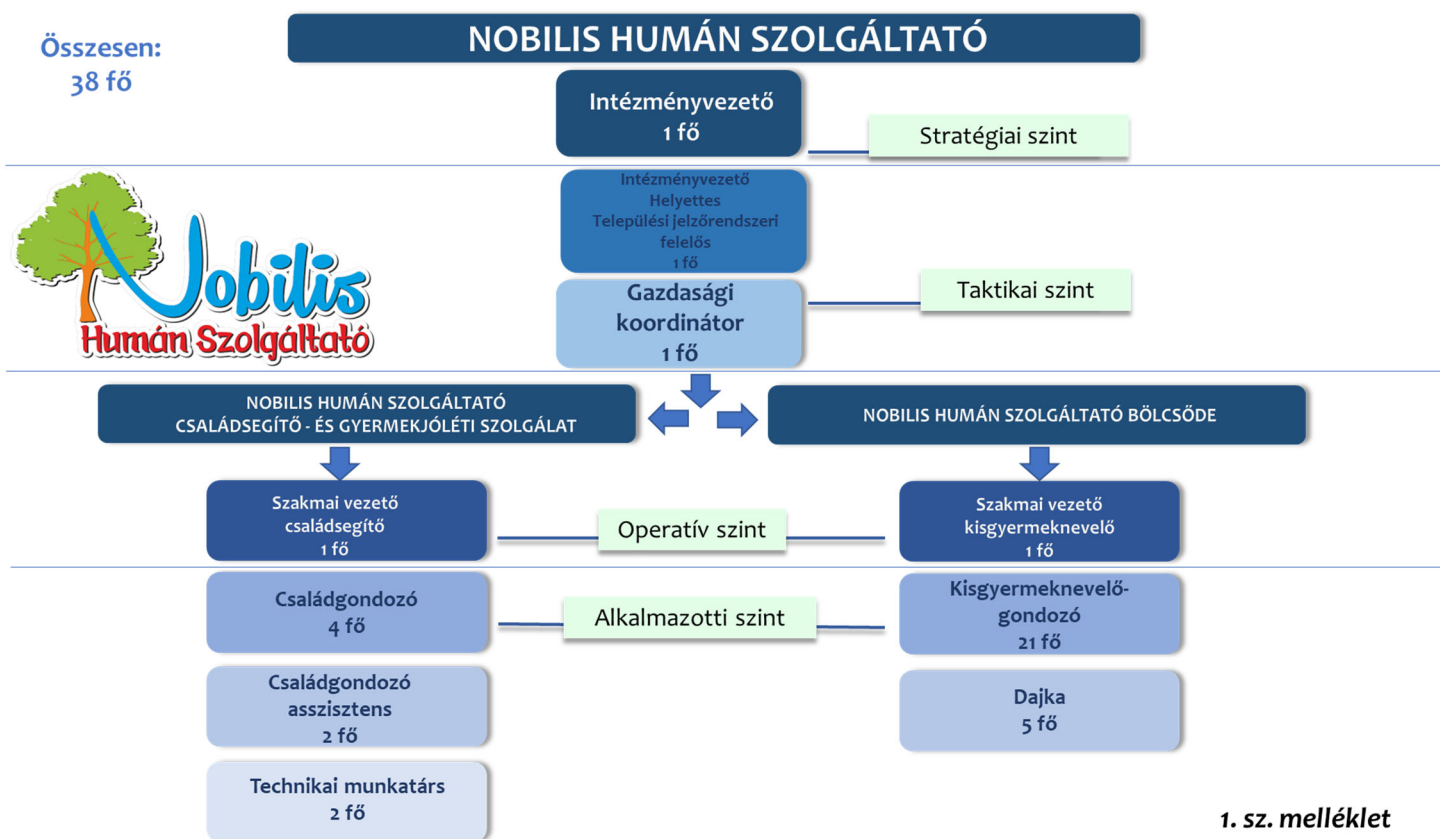 Összesen:
38 fő
NOBILIS HUMÁN SZOLGÁLTATÓ
Intézményvezető
1 fő
Stratégiai szint
Intézményvezető
Helyettes
Települési jelzőrendszeri
felelős
1 fő
Nobilis
Humán Szolgáltató
Gazdasági
koordinátor
1 fő
Taktikai szint
NOBILIS HUMÁN SZOLGÁLTATÓ
CSALÁDSEGÍTŐ - ÉS GYERMEKJÓLÉTI SZOLGÁLAT
NOBILIS HUMÁN SZOLGÁLTATÓ BÖLCSŐDE
Szakmai vezető
családsegítő
1 fő
Operatív szint
Szakmai vezető
kisgyermeknevelő
1 fő
Családgondozó
4 fő
Alkalmazotti szint
Kisgyermeknevelő-
gondozó
21 fő
Családgondozó
asszisztens
2 fő
Dajka
5 fő
Technikai munkatárs
2 fő
1. sz. melléklet